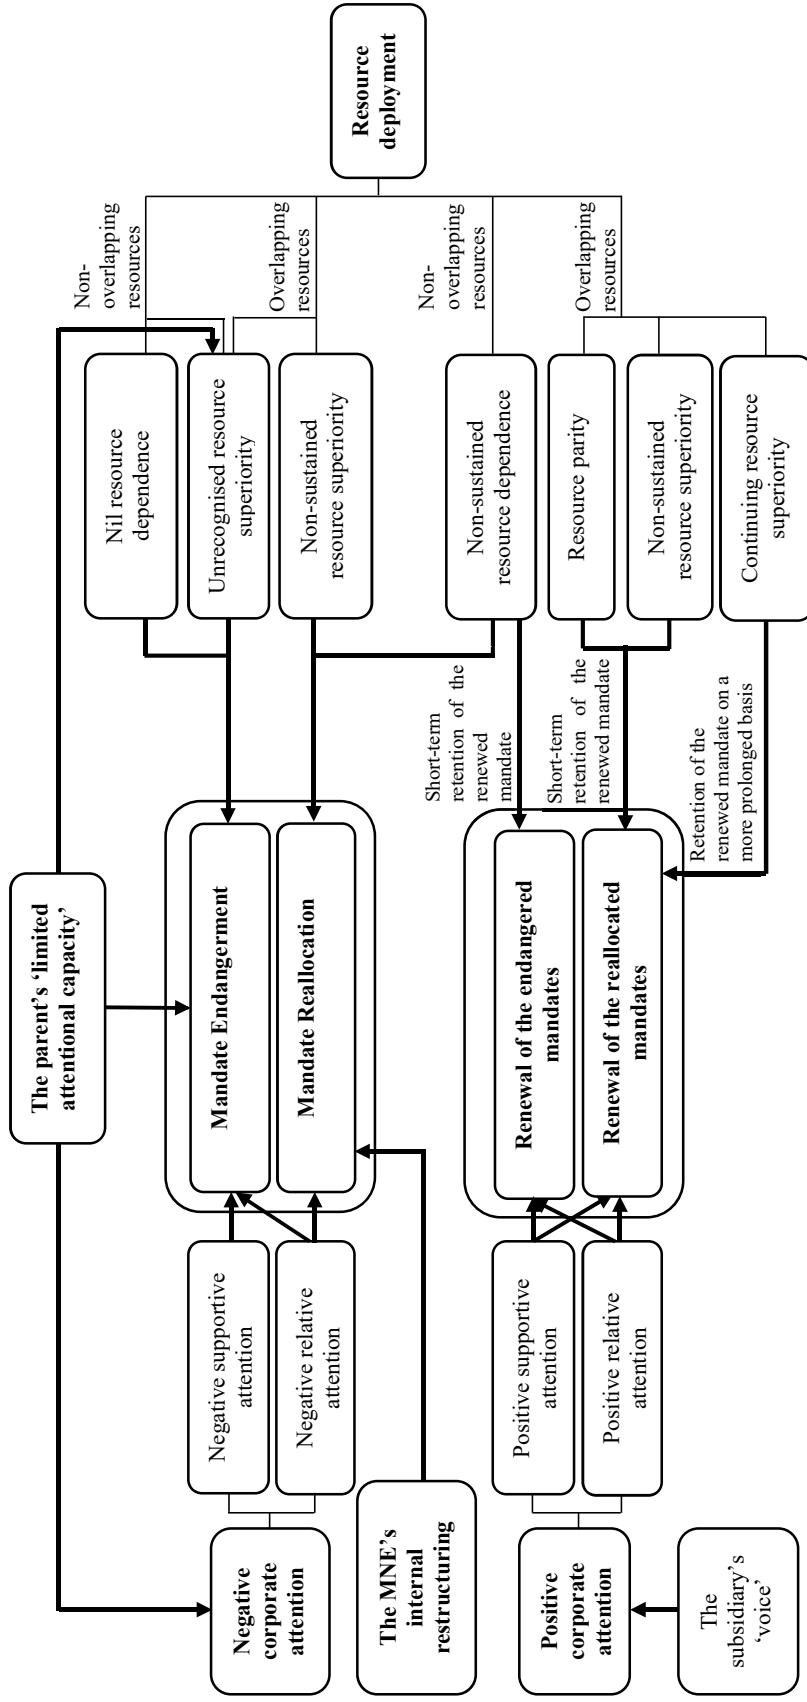 The parent's 'limited
attentional capacity'
Negative
corporate
attention
Negative supportive
attention
Negative relative
attention
The MNE's
internal
restructuring
Mandate Endangerment
Mandate Reallocation
Nil resource
dependence
Unrecognised resource
superiority
Non-sustained
resource superiority
Non-
overlapping
resources
Overlapping
resources
Resource
deployment
Positive
corporate
attention
The
subsidiary's
'voice'
Positive supportive
attention
Positive relative
attention
Renewal of the endangered
mandates
Renewal of the reallocated
mandates
Short-term
retention of the
renewed
mandate
Short-term
retention of the
renewed mandate
Retention of the
renewed mandate on a
more prolonged basis
Non-sustained
resource dependence
Resource parity
Non-sustained
resource superiority
Continuing resource
superiority
Non-
overlapping
resources
Overlapping
resources